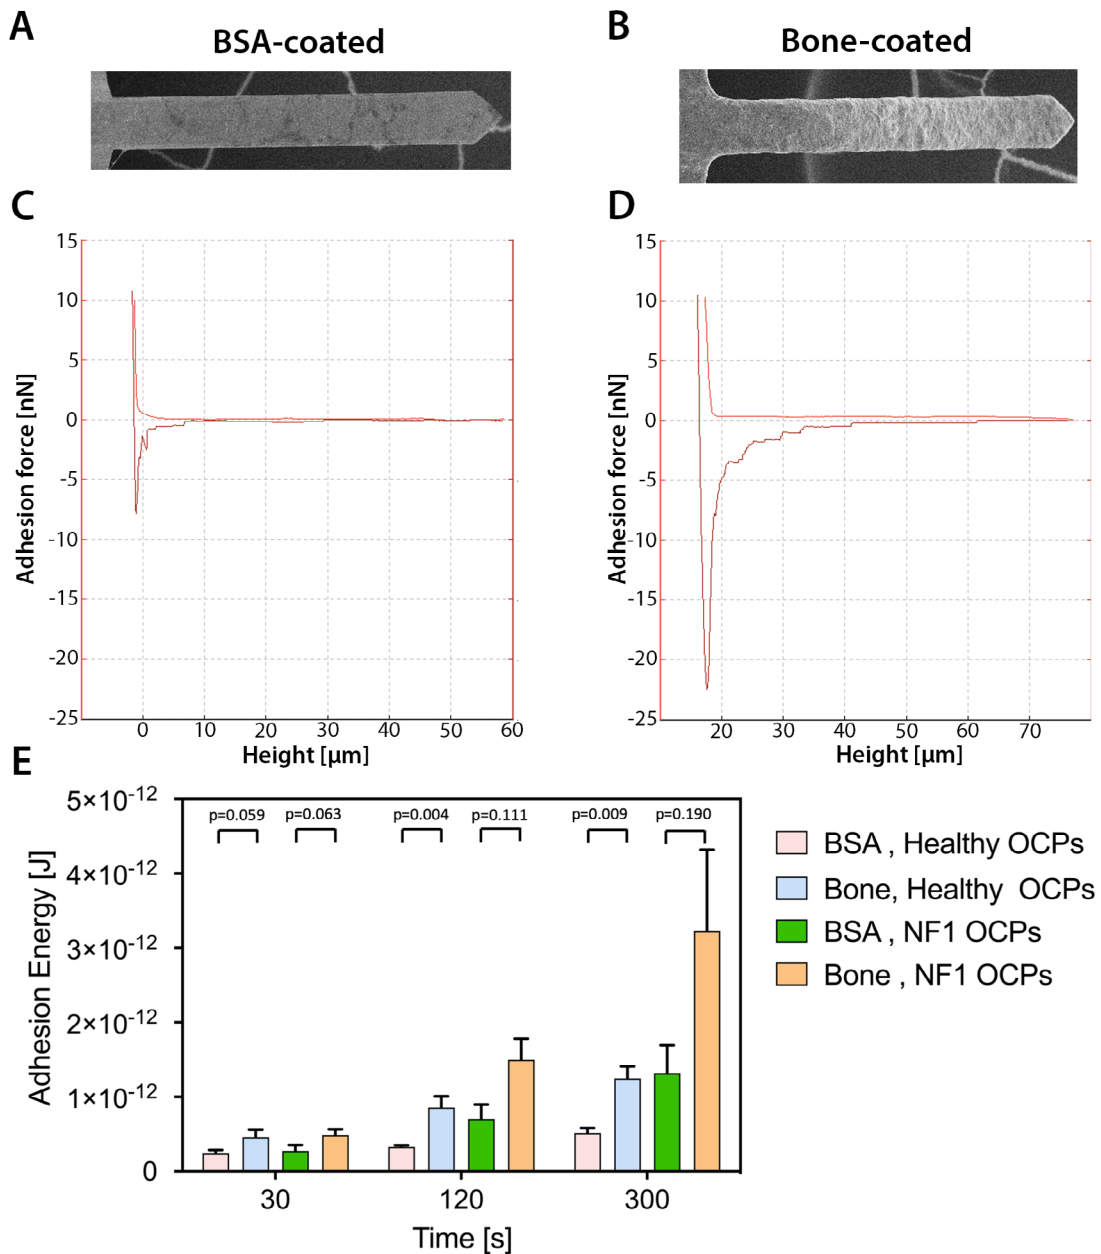 A
BSA-coated
B
Bone-coated
C
15
10
5
0
-5
-10
-15
-20
-25
Adhesion force [nN]
0 10 20 30 40 50 60
Height [µm]
D
15
10
5
0
-5
-10
-15
-20
-25
Adhesion force [nN]
20 30 40 50 60 70
Height [µm]
E
5×10⁻¹²
4×10⁻¹²
3×10⁻¹²
2×10⁻¹²
1×10⁻¹²
0
Adhesion Energy [J]
p=0.059 p=0.063 p=0.004 p=0.111 p=0.009 p=0.190
30 120 300
Time [s]
BSA , Healthy OCPs
Bone, Healthy OCPs
BSA , NF1 OCPs
Bone , NF1 OCPs